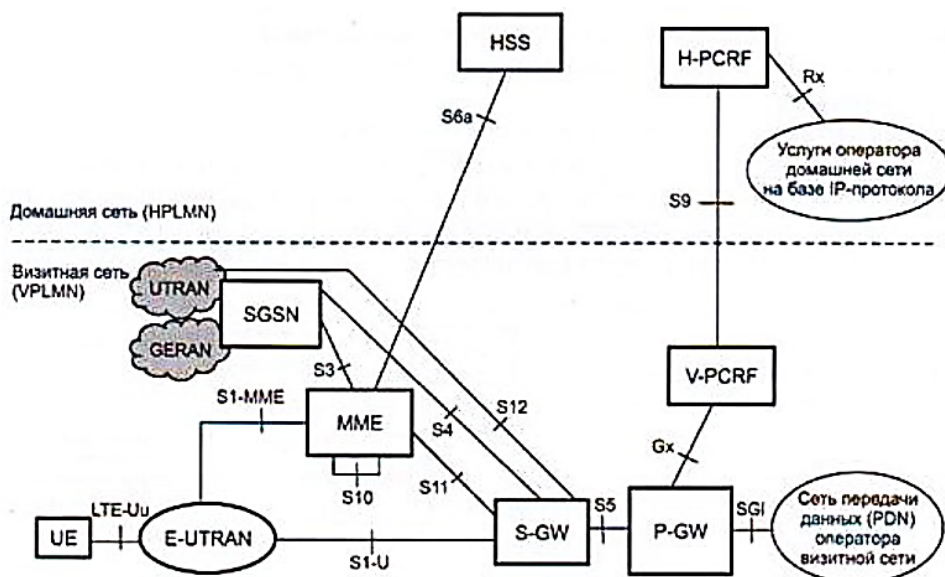 HSS
H-PCRF
Rx
S6a
Услуги оператора
домашней сети
на базе IP-протокола
S9
Домашняя сеть (HPLMN)
Визитная сеть
(VPLMN)
UTRAN
SGSN
GERAN
S3
V-PCRF
S1-MME
MME
S4
S12
Gx
S10
S11
LTE-Uu
S5
SGi
UE
E-UTRAN
S1-U
S-GW
P-GW
Сеть передачи
данных (PDN)
оператора
визитной сети